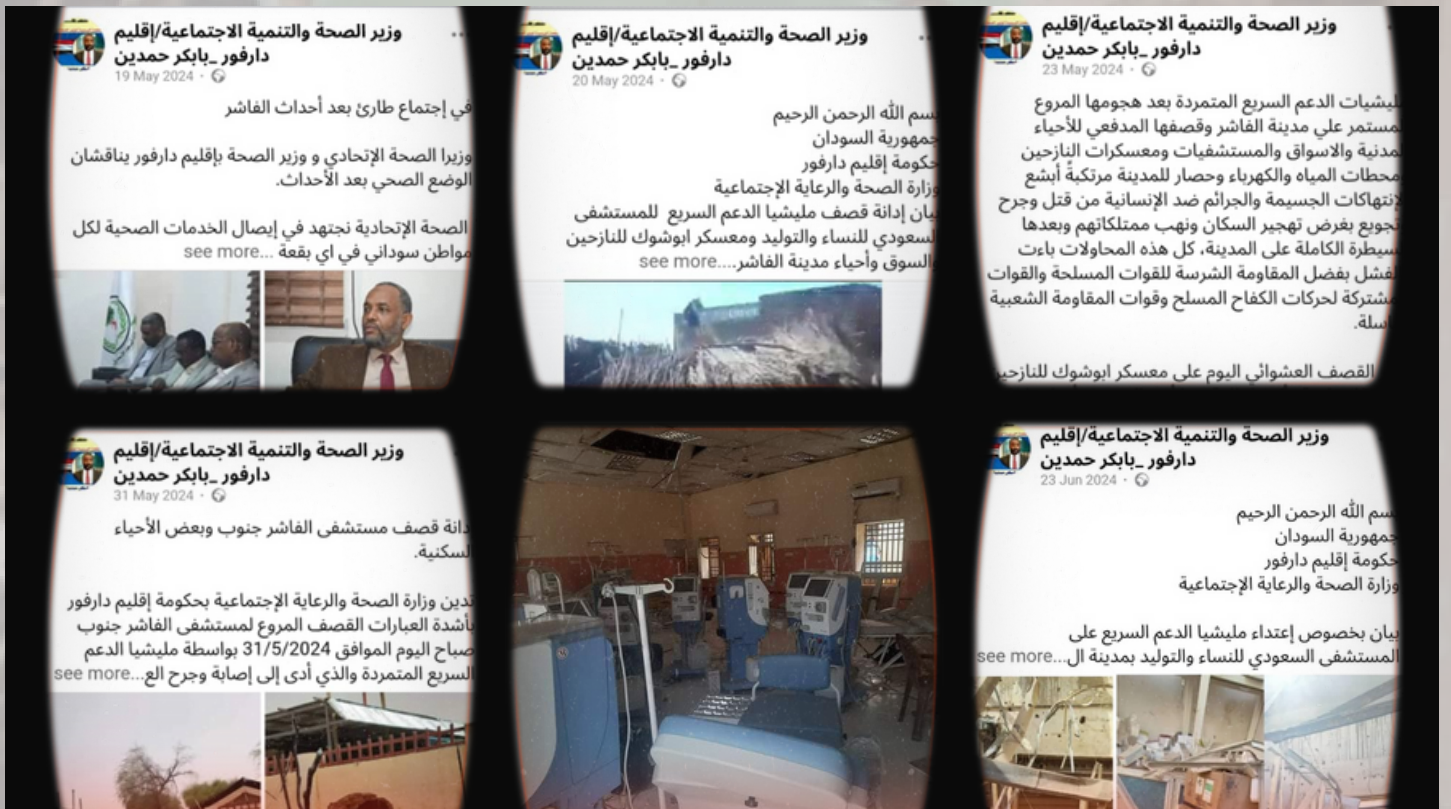 وزير الصحة والتنمية الاجتماعية/إقليم
دارفور _بابكر حمدين
19 May 2024
في إجتماع طارئ بعد أحداث الفاشر
وزيرا الصحة الإتحادي و وزير الصحة بإقليم دارفور يناقشان
الوضع الصحي بعد الأحداث.
الصحة الإتحادية نجتهد في إيصال الخدمات الصحية لكل
مواطن سوداني في اي بقعة ...see more
وزير الصحة والتنمية الاجتماعية/إقليم
دارفور _بابكر حمدين
20 May 2024
بسم الله الرحمن الرحيم
جمهورية السودان
حكومة إقليم دارفور
وزارة الصحة والرعاية الإجتماعية
بيان إدانة قصف مليشيا الدعم السريع للمستشفى
السعودي للنساء والتوليد ومعسكر ابوشوك للنازحين
والسوق وأحياء مدينة الفاشر....see more
وزير الصحة والتنمية الاجتماعية/إقليم
دارفور _بابكر حمدين
23 May 2024
مليشيات الدعم السريع المتمردة بعد هجومها المروع
المستمر علي مدينة الفاشر وقصفها المدفعي للأحياء
المدنية والاسواق والمستشفيات ومعسكرات النازحين
ومحطات المياه والكهرباء وحصار للمدينة مرتكبةً أبشع
الانتهاكات الجسيمة والجرائم ضد الإنسانية من قتل وجرح
وتجويع بغرض تهجير السكان ونهب ممتلكاتهم وبعدها
السيطرة الكاملة على المدينة، كل هذه المحاولات باءت
بالفشل بفضل المقاومة الشرسة للقوات المسلحة والقوات
المشتركة لحركات الكفاح المسلح وقوات المقاومة الشعبية
الباسلة.
القصف العشوائي اليوم على معسكر ابوشوك للنازحين
وزير الصحة والتنمية الاجتماعية/إقليم
دارفور _بابكر حمدين
31 May 2024
إدانة قصف مستشفى الفاشر جنوب وبعض الأحياء
السكنية.
تدين وزارة الصحة والرعاية الإجتماعية بحكومة إقليم دارفور
بأشدة العبارات القصف المروع لمستشفى الفاشر جنوب
صباح اليوم الموافق 31/5/2024 بواسطة مليشيا الدعم
السريع المتمردة والذي أدى إلى إصابة وجرح الع...see more
وزير الصحة والتنمية الاجتماعية/إقليم
دارفور _بابكر حمدين
23 Jun 2024
بسم الله الرحمن الرحيم
جمهورية السودان
حكومة إقليم دارفور
وزارة الصحة والرعاية الإجتماعية
بيان بخصوص إعتداء مليشيا الدعم السريع على
المستشفى السعودي للنساء والتوليد بمدينة ال...see more